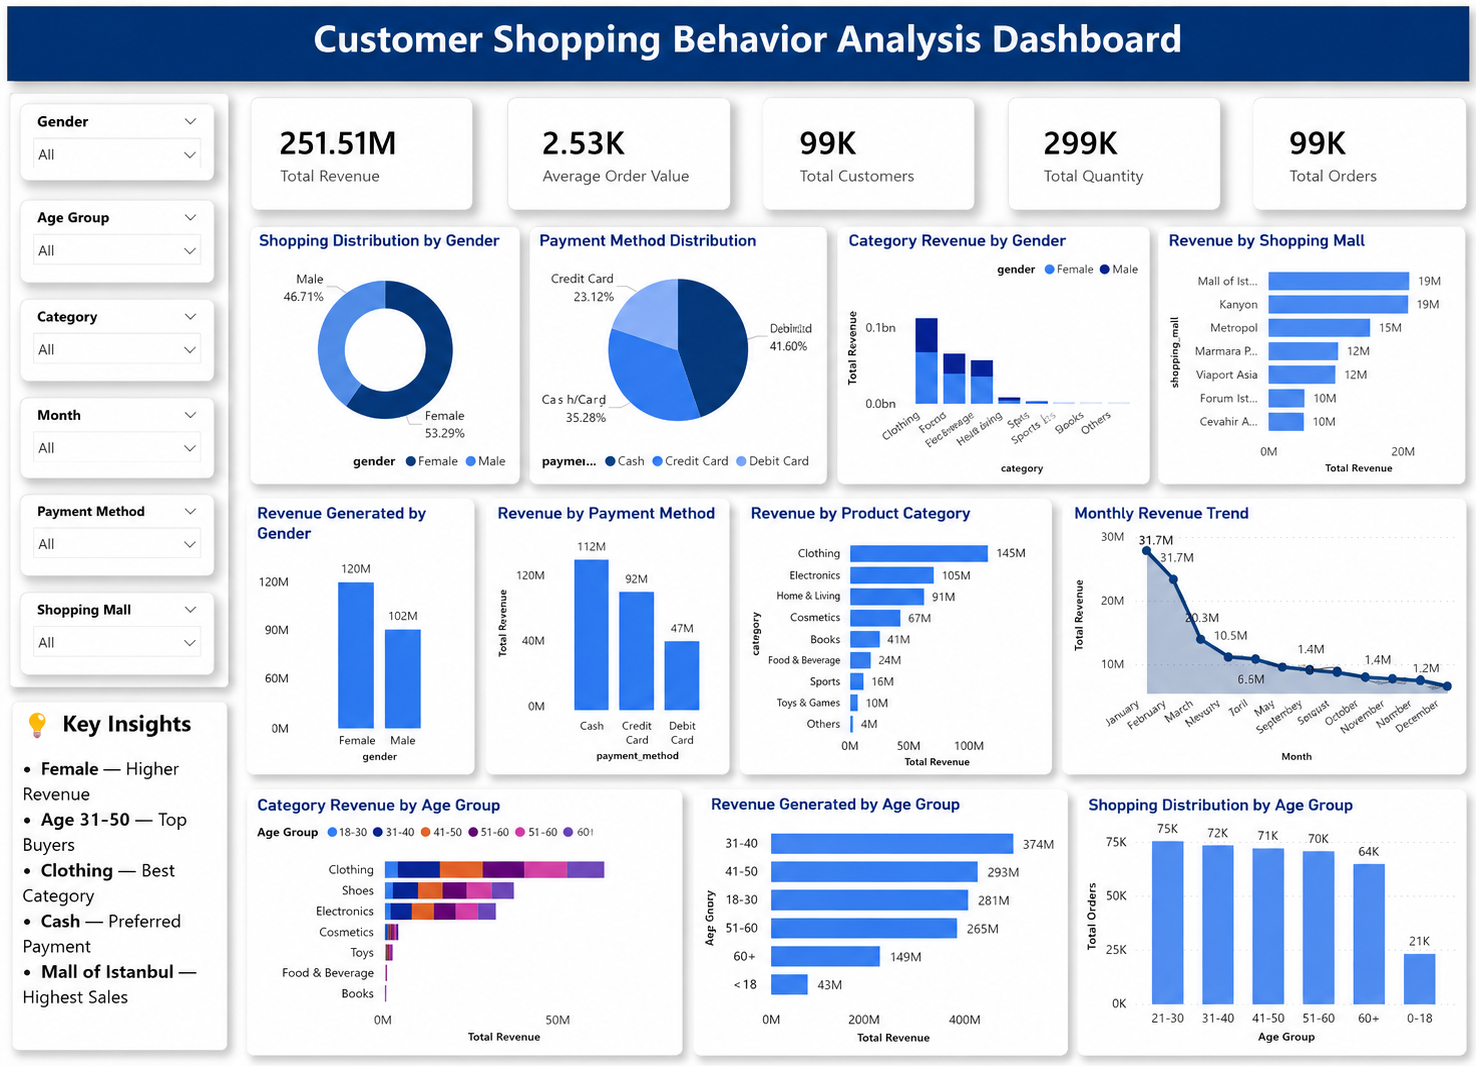 Customer Shopping Behavior Analysis Dashboard
Gender
All
Age Group
All
Category
All
Month
All
Payment Method
All
Shopping Mall
All
Key Insights
• Female — Higher
Revenue
• Age 31-50 — Top
Buyers
• Clothing — Best
Category
• Cash — Preferred
Payment
• Mall of Istanbul —
Highest Sales
251.51M
Total Revenue
2.53K
Average Order Value
99K
Total Customers
299K
Total Quantity
99K
Total Orders
Shopping Distribution by Gender
Male
46.71%
Female
53.29%
gender Female Male
Payment Method Distribution
Credit Card
23.12%
41.60%
Cas h/Card
35.28%
Cash Credit Card Debit Card
Category Revenue by Gender
gender Female Male
Total Revenue
0.1bn
0.0bn
Clothing
Sports
Books
Others
category
Revenue by Shopping Mall
shopping_mall
Mall of Ist... 19M
Kanyon 19M
Metropol 15M
Marmara P... 12M
Viaport Asia 12M
Forum Ist... 10M
Cevahir A... 10M
0M 20M
Total Revenue
Revenue Generated by
Gender
120M
90M
60M
0M
120M
102M
Female Male
gender
Revenue by Payment Method
Total Revenue
120M
40M
0M
112M
92M
47M
Cash Credit Card Debit Card
payment_method
Revenue by Product Category
category
Clothing 145M
Electronics 105M
Home & Living 91M
Cosmetics 67M
Books 41M
Food & Beverage 24M
Sports 16M
Toys & Games 10M
Others 4M
0M 50M 100M
Total Revenue
Monthly Revenue Trend
Total Revenue
30M
20M
10M
31.7M
31.7M
20.3M
10.5M
6.6M
1.4M
1.4M
1.2M
January
February
March
May
October
November
December
Month
Category Revenue by Age Group
Age Group 18-30 31-40 41-50 51-60 51-60
Clothing
Shoes
Electronics
Cosmetics
Toys
Food & Beverage
Books
0M 50M
Total Revenue
Revenue Generated by Age Group
31-40 374M
41-50 293M
18-30 281M
51-60 265M
60+ 149M
<18 43M
0M 200M 400M
Total Revenue
Shopping Distribution by Age Group
Total Orders
75K
50K
25K
0K
75K
72K
71K
70K
64K
21K
21-30 31-40 41-50 51-60 60+ 0-18
Age Group